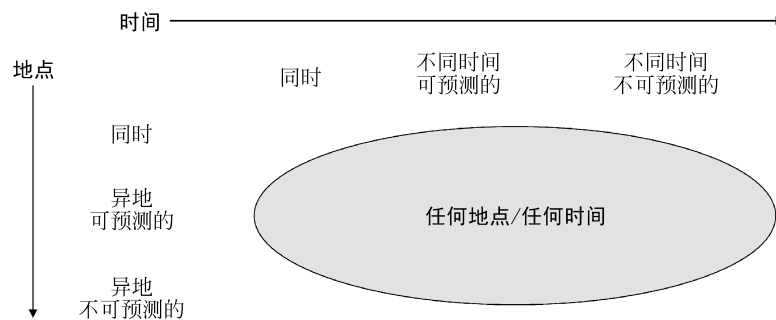 时间
地点
同时
不同时间
可预测的
不同时间
不可预测的
同时
异地
可预测的
任何地点/任何时间
异地
不可预测的